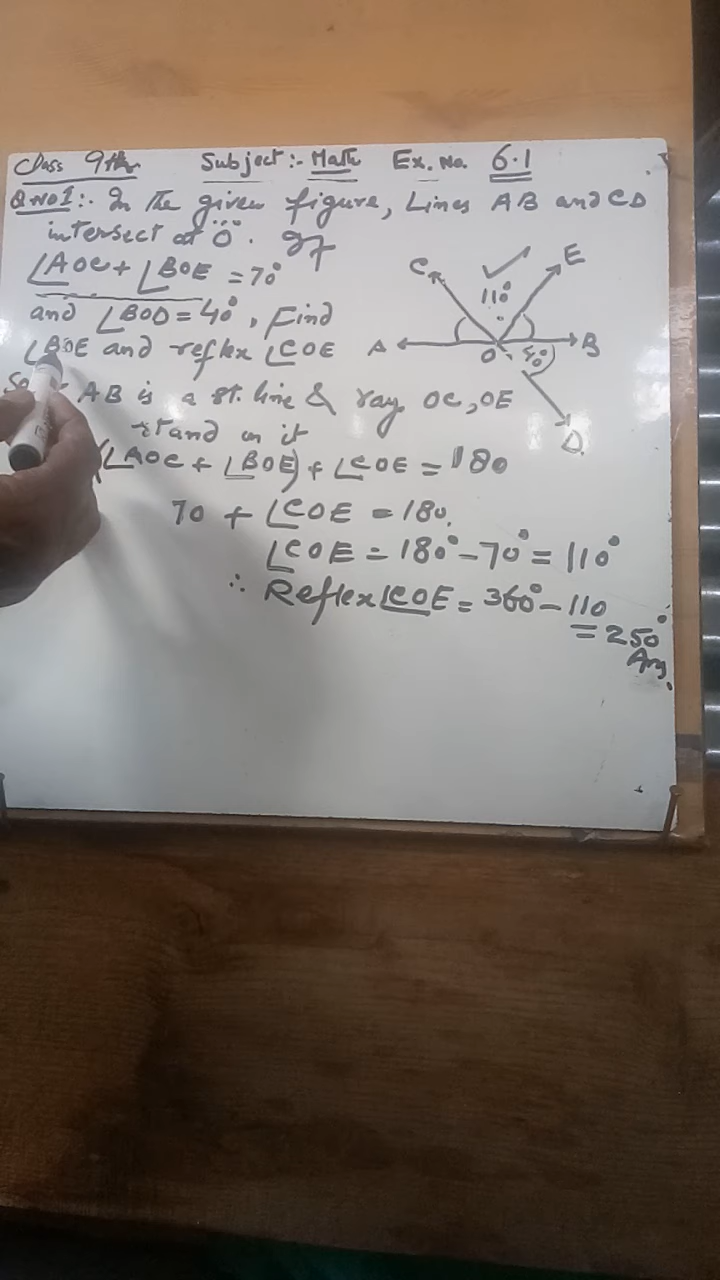 Class 9th Subject:- Math Ex. No. 6.1
Q.No1:. In the given figure, Lines AB and CD
intersect at "O". If
∠AOC + ∠BOE = 70°
and ∠BOD = 40°, Find
∠BOE and reflex ∠COE
AB is a st. line & ray OC, OE
stand on it
(∠AOC + ∠BOE) + ∠COE = 180
70 + ∠COE = 180.
∠COE = 180° - 70° = 110°
∴ Reflex ∠COE = 360° - 110
= 250°
Ans.
C
E
110°
A
O
40°
B
D